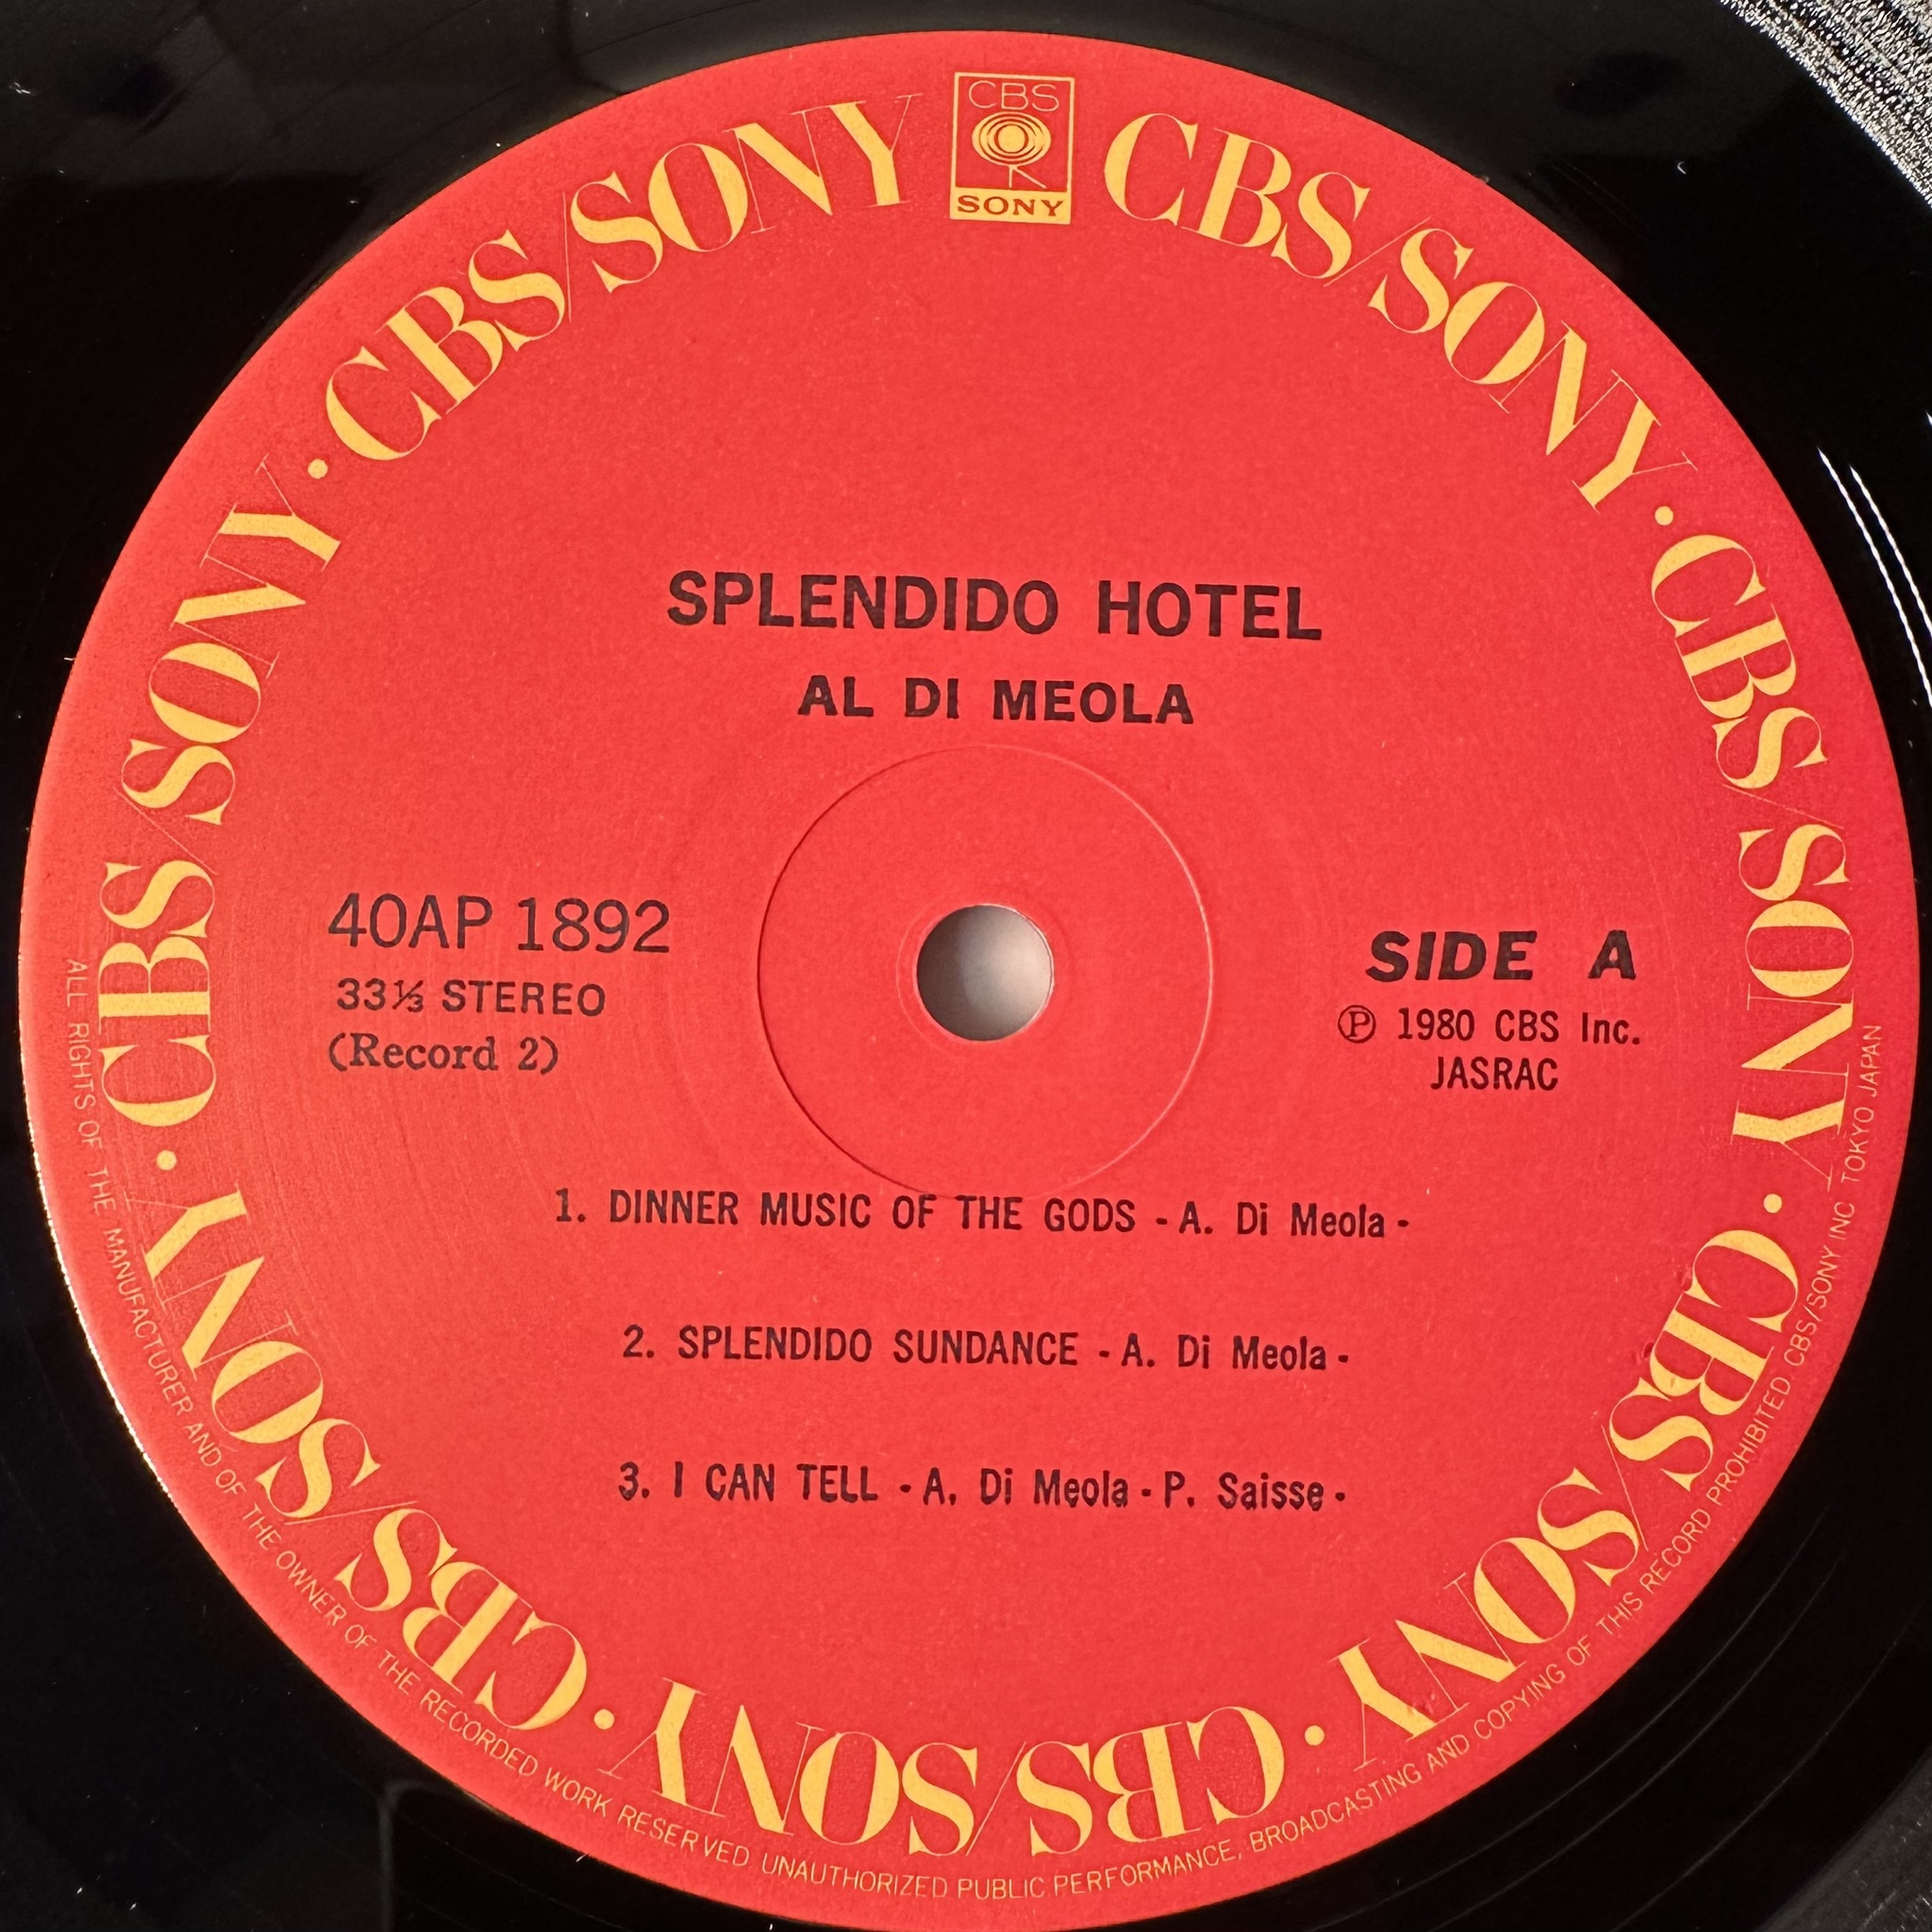 CBS
SONY
CBS/SONY · CBS/SONY · CBS/SONY · CBS/SONY · CBS/SONY · CBS/SONY · CBS/SONY
SPLENDIDO HOTEL
AL DI MEOLA
40AP 1892
33⅓ STEREO
(Record 2)
SIDE A
℗ 1980 CBS Inc.
JASRAC
1. DINNER MUSIC OF THE GODS - A. Di Meola -
2. SPLENDIDO SUNDANCE - A. Di Meola -
3. I CAN TELL - A. Di Meola - P. Saisse -
ALL RIGHTS OF THE MANUFACTURER AND OF THE OWNER OF THE RECORDED WORK RESERVED. UNAUTHORIZED PUBLIC PERFORMANCE, BROADCASTING AND COPYING OF THIS RECORD PROHIBITED. CBS/SONY INC. TOKYO JAPAN